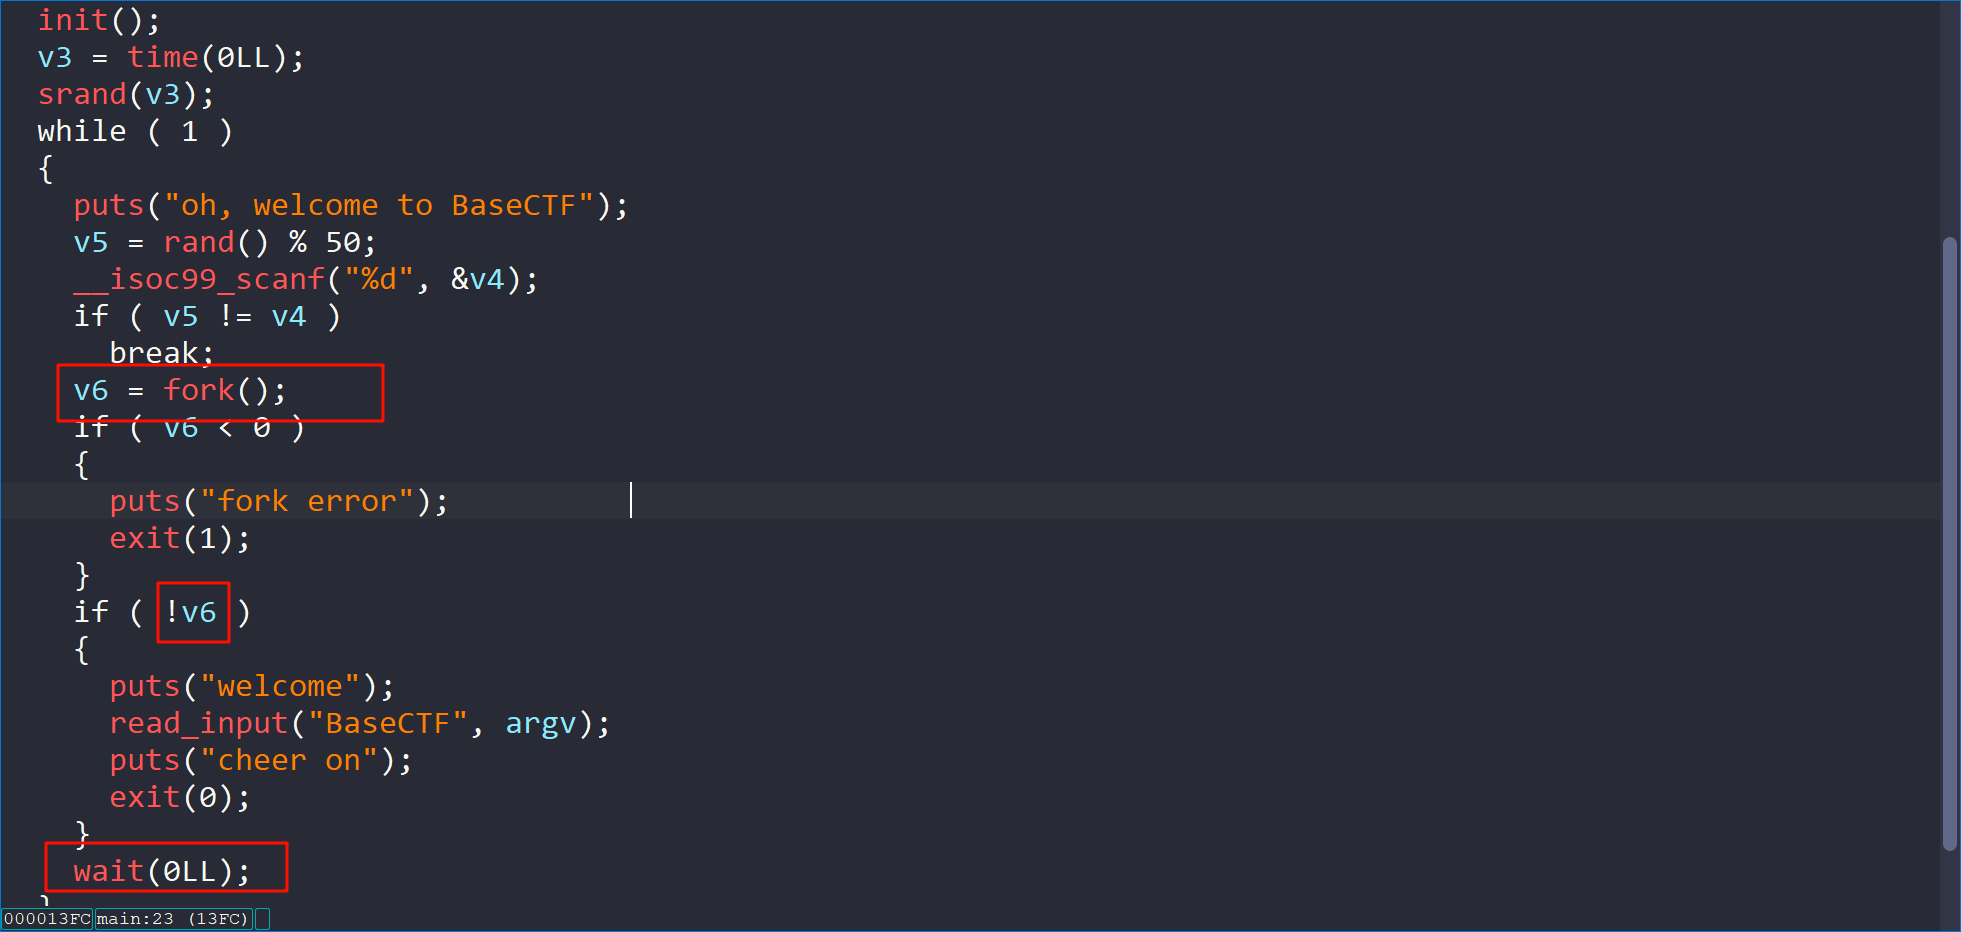 init();
v3 = time(0LL);
srand(v3);
while ( 1 )
{
puts("oh, welcome to BaseCTF");
v5 = rand() % 50;
__isoc99_scanf("%d", &v4);
if ( v5 != v4 )
break;
v6 = fork();
if ( v6 < 0 )
{
puts("fork error");
exit(1);
}
if ( !v6 )
{
puts("welcome");
read_input("BaseCTF", argv);
puts("cheer on");
exit(0);
}
wait(0LL);
}
000013FC main:23 (13FC)